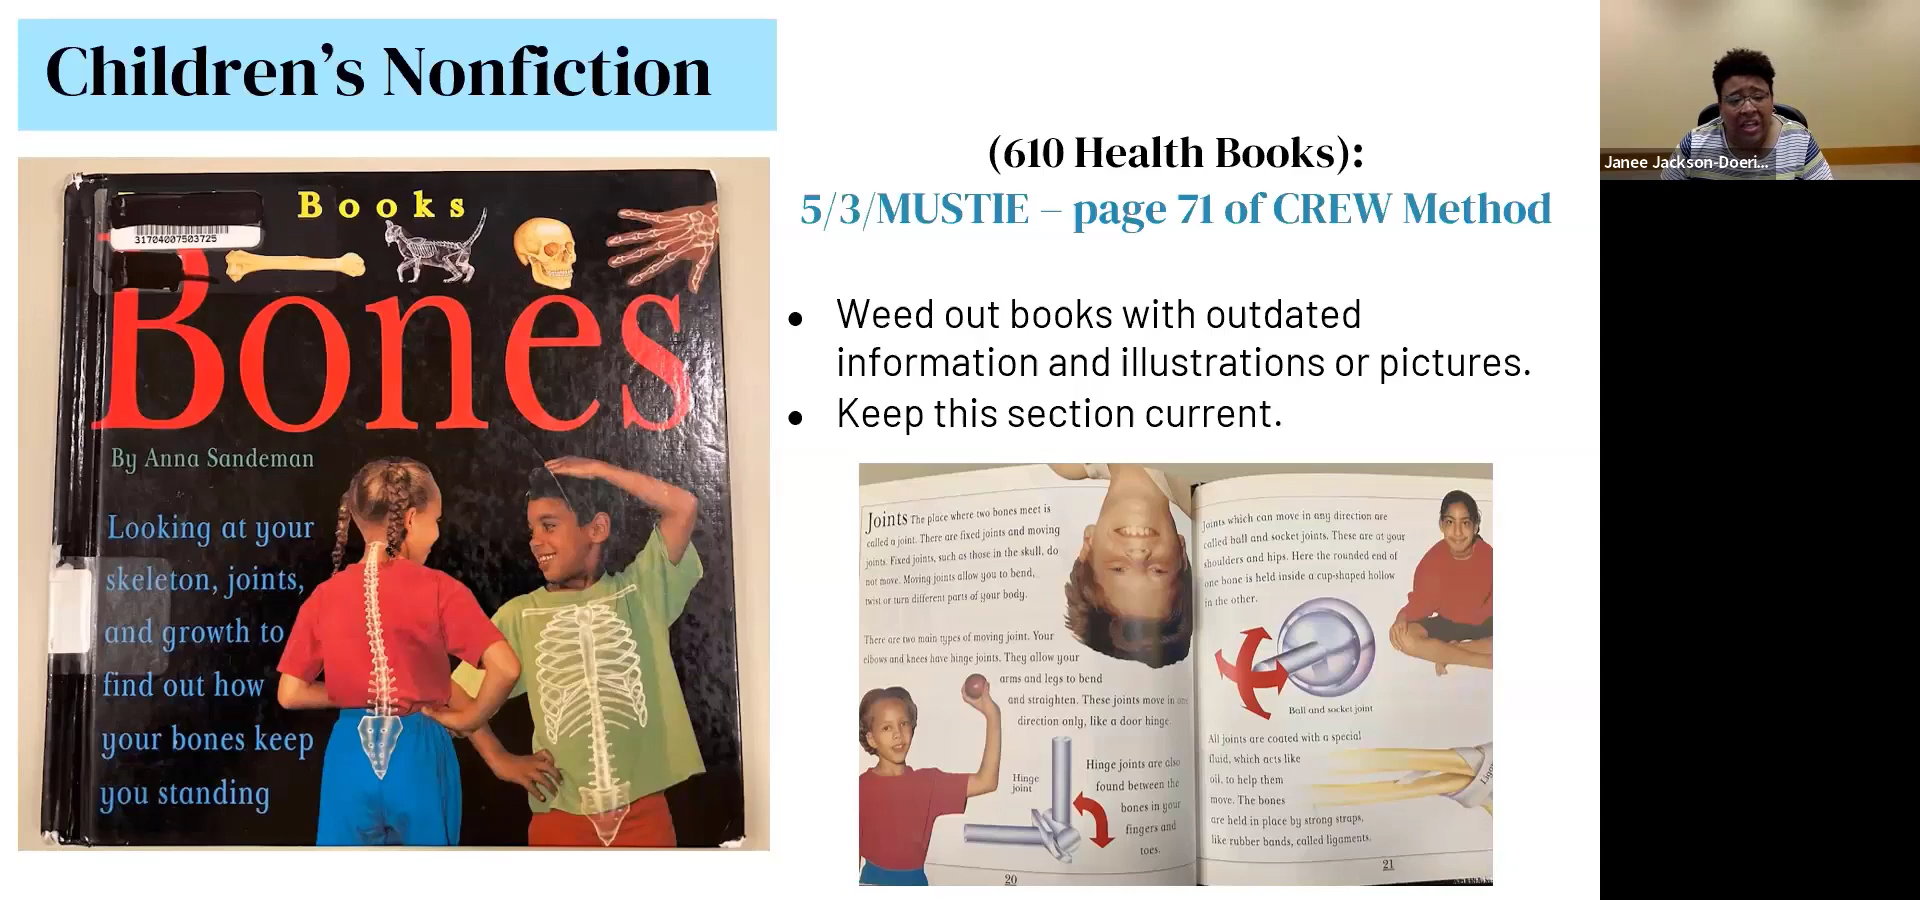 Children's Nonfiction
Books
31704007503725
Bones
By Anna Sandeman
Looking at your
skeleton, joints,
and growth to
find out how
your bones keep
you standing
(610 Health Books):
5/3/MUSTIE – page 71 of CREW Method
● Weed out books with outdated
information and illustrations or pictures.
● Keep this section current.
Joints The place where two bones meet is
called a joint. There are fixed joints and moving
joints. Fixed joints, such as those in the skull, do
not move. Moving joints allow you to bend,
twist or turn different parts of your body.
There are two main types of moving joint. Your
elbows and knees have hinge joints. They allow your
arms and legs to bend
and straighten. These joints move in one
direction only, like a door hinge.
Hinge
joint
Hinge joints are also
found between the
bones in your
fingers and
toes.
20
Joints which can move in any direction are
called ball and socket joints. These are at your
shoulders and hips. Here the rounded end of
one bone is held inside a cup-shaped hollow
in the other.
Ball and socket joint
All joints are coated with a special
fluid, which acts like
oil, to help them
move. The bones
are held in place by strong straps,
like rubber bands, called ligaments.
21
Janee Jackson-Doeri...